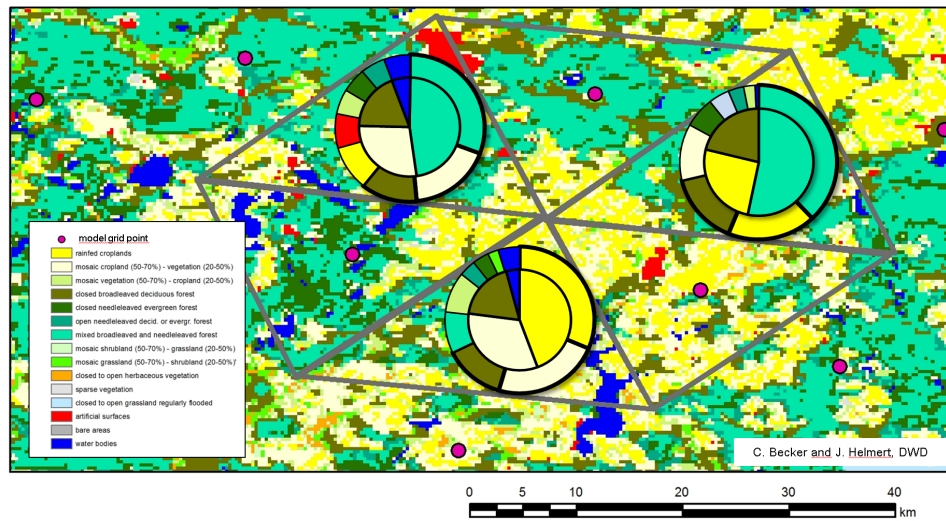 model grid point
rainfed croplands
mosaic cropland (50-70%) - vegetation (20-50%)
mosaic vegetation (50-70%) - cropland (20-50%)
closed broadleaved deciduous forest
closed needleleaved evergreen forest
open needleleaved decid. or evergr. forest
mixed broadleaved and needleleaved forest
mosaic shrubland (50-70%) - grassland (20-50%)
mosaic grassland (50-70%) - shrubland (20-50%)'
closed to open herbaceous vegetation
sparse vegetation
closed to open grassland regularly flooded
artificial surfaces
bare areas
water bodies
C. Becker and J. Helmert, DWD
0 5 10 20 30 40
km